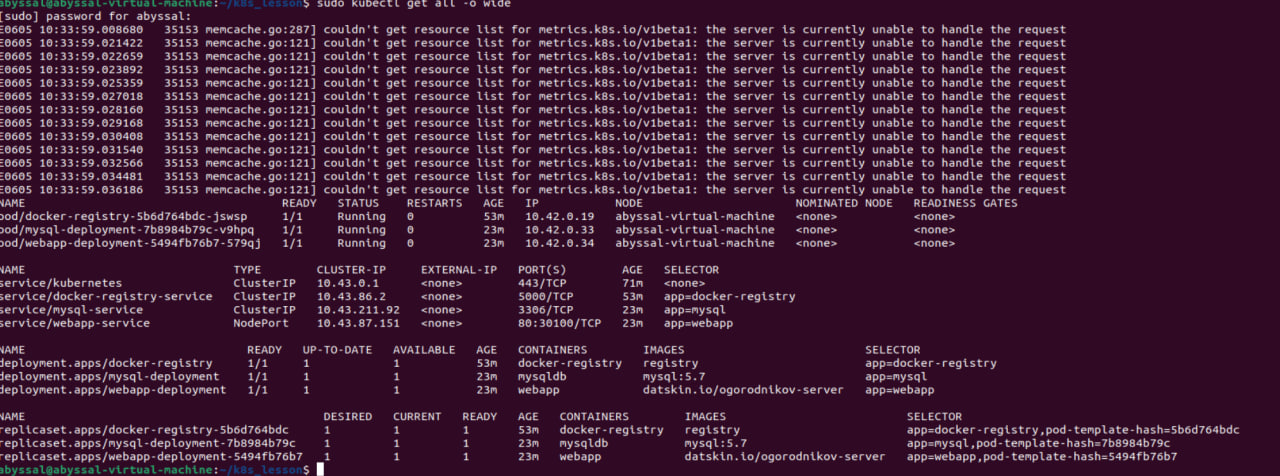 abyssal@abyssal-virtual-machine:~/k8s_lesson$ sudo kubectl get all -o wide
[sudo] password for abyssal:
E0605 10:33:59.008680   35153 memcache.go:287] couldn't get resource list for metrics.k8s.io/v1beta1: the server is currently unable to handle the request
E0605 10:33:59.021422   35153 memcache.go:121] couldn't get resource list for metrics.k8s.io/v1beta1: the server is currently unable to handle the request
E0605 10:33:59.022659   35153 memcache.go:121] couldn't get resource list for metrics.k8s.io/v1beta1: the server is currently unable to handle the request
E0605 10:33:59.023892   35153 memcache.go:121] couldn't get resource list for metrics.k8s.io/v1beta1: the server is currently unable to handle the request
E0605 10:33:59.025359   35153 memcache.go:121] couldn't get resource list for metrics.k8s.io/v1beta1: the server is currently unable to handle the request
E0605 10:33:59.027018   35153 memcache.go:121] couldn't get resource list for metrics.k8s.io/v1beta1: the server is currently unable to handle the request
E0605 10:33:59.028160   35153 memcache.go:121] couldn't get resource list for metrics.k8s.io/v1beta1: the server is currently unable to handle the request
E0605 10:33:59.029168   35153 memcache.go:121] couldn't get resource list for metrics.k8s.io/v1beta1: the server is currently unable to handle the request
E0605 10:33:59.030408   35153 memcache.go:121] couldn't get resource list for metrics.k8s.io/v1beta1: the server is currently unable to handle the request
E0605 10:33:59.031540   35153 memcache.go:121] couldn't get resource list for metrics.k8s.io/v1beta1: the server is currently unable to handle the request
E0605 10:33:59.032566   35153 memcache.go:121] couldn't get resource list for metrics.k8s.io/v1beta1: the server is currently unable to handle the request
E0605 10:33:59.034481   35153 memcache.go:121] couldn't get resource list for metrics.k8s.io/v1beta1: the server is currently unable to handle the request
E0605 10:33:59.036186   35153 memcache.go:121] couldn't get resource list for metrics.k8s.io/v1beta1: the server is currently unable to handle the request
NAME READY STATUS RESTARTS AGE IP NODE NOMINATED NODE READINESS GATES
pod/docker-registry-5b6d764bdc-jswsp 1/1 Running 0 53m 10.42.0.19 abyssal-virtual-machine <none> <none>
pod/mysql-deployment-7b8984b79c-v9hpq 1/1 Running 0 23m 10.42.0.33 abyssal-virtual-machine <none> <none>
pod/webapp-deployment-5494fb76b7-579qj 1/1 Running 0 23m 10.42.0.34 abyssal-virtual-machine <none> <none>
NAME TYPE CLUSTER-IP EXTERNAL-IP PORT(S) AGE SELECTOR
service/kubernetes ClusterIP 10.43.0.1 <none> 443/TCP 71m <none>
service/docker-registry-service ClusterIP 10.43.86.2 <none> 5000/TCP 53m app=docker-registry
service/mysql-service ClusterIP 10.43.211.92 <none> 3306/TCP 23m app=mysql
service/webapp-service NodePort 10.43.87.151 <none> 80:30100/TCP 23m app=webapp
NAME READY UP-TO-DATE AVAILABLE AGE CONTAINERS IMAGES SELECTOR
deployment.apps/docker-registry 1/1 1 1 53m docker-registry registry app=docker-registry
deployment.apps/mysql-deployment 1/1 1 1 23m mysqldb mysql:5.7 app=mysql
deployment.apps/webapp-deployment 1/1 1 1 23m webapp datskin.io/ogorodnikov-server app=webapp
NAME DESIRED CURRENT READY AGE CONTAINERS IMAGES SELECTOR
replicaset.apps/docker-registry-5b6d764bdc 1 1 1 53m docker-registry registry app=docker-registry,pod-template-hash=5b6d764bdc
replicaset.apps/mysql-deployment-7b8984b79c 1 1 1 23m mysqldb mysql:5.7 app=mysql,pod-template-hash=7b8984b79c
replicaset.apps/webapp-deployment-5494fb76b7 1 1 1 23m webapp datskin.io/ogorodnikov-server app=webapp,pod-template-hash=5494fb76b7
abyssal@abyssal-virtual-machine:~/k8s_lesson$